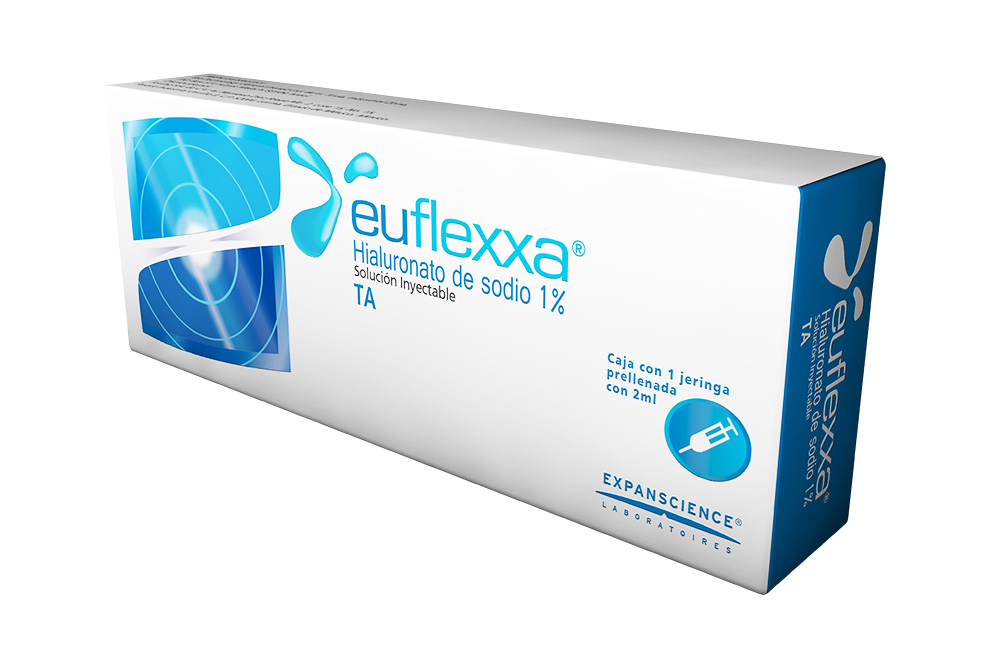 euflexxa®
Hialuronato de sodio 1%
Solución Inyectable
TA
Caja con 1 jeringa
prellenada
con 2ml
EXPANSCIENCE®
LABORATOIRES
euflexxa®
Hialuronato de sodio 1%
Solución Inyectable
TA